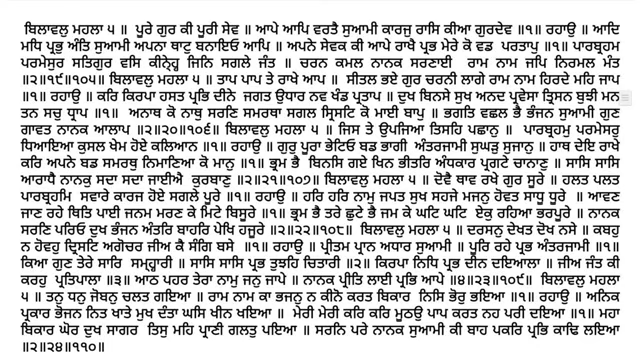 ਬਿਲਾਵਲੁ ਮਹਲਾ ੫ ॥ ਪੂਰੇ ਗੁਰ ਕੀ ਪੂਰੀ ਸੇਵ ॥ ਆਪੇ ਆਪਿ ਵਰਤੈ ਸੁਆਮੀ ਕਾਰਜੁ ਰਾਸਿ ਕੀਆ ਗੁਰਦੇਵ ॥੧॥ ਰਹਾਉ ॥ ਆਦਿ
ਮਧਿ ਪ੍ਰਭੁ ਅੰਤਿ ਸੁਆਮੀ ਅਪਨਾ ਥਾਟੁ ਬਨਾਇਓ ਆਪਿ ॥ ਅਪਨੇ ਸੇਵਕ ਕੀ ਆਪੇ ਰਾਖੈ ਪ੍ਰਭ ਮੇਰੇ ਕੋ ਵਡ ਪਰਤਾਪੁ ॥੧॥ ਪਾਰਬ੍ਰਹਮ
ਪਰਮੇਸੁਰ ਸਤਿਗੁਰ ਵਸਿ ਕੀਨ੍ਹੇ ਜਿਨਿ ਸਗਲੇ ਜੰਤ ॥ ਚਰਨ ਕਮਲ ਨਾਨਕ ਸਰਣਾਈ ਰਾਮ ਨਾਮ ਜਪਿ ਨਿਰਮਲ ਮੰਤ
॥੨॥੧੯॥੧੦੫॥ ਬਿਲਾਵਲੁ ਮਹਲਾ ੫ ॥ ਤਾਪ ਪਾਪ ਤੇ ਰਾਖੇ ਆਪ ॥ ਸੀਤਲ ਭਏ ਗੁਰ ਚਰਨੀ ਲਾਗੇ ਰਾਮ ਨਾਮ ਹਿਰਦੇ ਮਹਿ ਜਾਪ
॥੧॥ ਰਹਾਉ ॥ ਕਰਿ ਕਿਰਪਾ ਹਸਤ ਪ੍ਰਭਿ ਦੀਨੇ ਜਗਤ ਉਧਾਰ ਨਵ ਖੰਡ ਪ੍ਰਤਾਪ ॥ ਦੁਖ ਬਿਨਸੇ ਸੁਖ ਅਨਦ ਪ੍ਰਵੇਸਾ ਤ੍ਰਿਸਨ ਬੁਝੀ ਮਨ
ਤਨ ਸਚੁ ਧ੍ਰਾਪ ॥੧॥ ਅਨਾਥ ਕੋ ਨਾਥੁ ਸਰਣਿ ਸਮਰਥਾ ਸਗਲ ਸ੍ਰਿਸਟਿ ਕੋ ਮਾਈ ਬਾਪੁ ॥ ਭਗਤਿ ਵਛਲ ਭੈ ਭੰਜਨ ਸੁਆਮੀ ਗੁਣ
ਗਾਵਤ ਨਾਨਕ ਆਲਾਪ ॥੨॥੨੦॥੧੦੬॥ ਬਿਲਾਵਲੁ ਮਹਲਾ ੫ ॥ ਜਿਸ ਤੇ ਉਪਜਿਆ ਤਿਸਹਿ ਪਛਾਨੁ ॥ ਪਾਰਬ੍ਰਹਮੁ ਪਰਮੇਸਰੁ
ਧਿਆਇਆ ਕੁਸਲ ਖੇਮ ਹੋਏ ਕਲਿਆਨ ॥੧॥ ਰਹਾਉ ॥ ਗੁਰੁ ਪੂਰਾ ਭੇਟਿਓ ਬਡ ਭਾਗੀ ਅੰਤਰਜਾਮੀ ਸੁਘੜੁ ਸੁਜਾਨੁ ॥ ਹਾਥ ਦੇਇ ਰਾਖੇ
ਕਰਿ ਅਪਨੇ ਬਡ ਸਮਰਥੁ ਨਿਮਾਣਿਆ ਕੋ ਮਾਨੁ ॥੧॥ ਭ੍ਰਮ ਭੈ ਬਿਨਸਿ ਗਏ ਖਿਨ ਭੀਤਰਿ ਅੰਧਕਾਰ ਪ੍ਰਗਟੇ ਚਾਨਾਣੁ ॥ ਸਾਸਿ ਸਾਸਿ
ਆਰਾਧੈ ਨਾਨਕੁ ਸਦਾ ਸਦਾ ਜਾਈਐ ਕੁਰਬਾਣੁ ॥੨॥੨੧॥੧੦੭॥ ਬਿਲਾਵਲੁ ਮਹਲਾ ੫ ॥ ਦੋਵੈ ਥਾਵ ਰਖੇ ਗੁਰ ਸੂਰੇ ॥ ਹਲਤ ਪਲਤ
ਪਾਰਬ੍ਰਹਮਿ ਸਵਾਰੇ ਕਾਰਜ ਹੋਏ ਸਗਲੇ ਪੂਰੇ ॥੧॥ ਰਹਾਉ ॥ ਹਰਿ ਹਰਿ ਨਾਮੁ ਜਪਤ ਸੁਖ ਸਹਜੇ ਮਜਨੁ ਹੋਵਤ ਸਾਧੂ ਧੂਰੇ ॥ ਆਵਣ
ਜਾਣ ਰਹੇ ਥਿਤਿ ਪਾਈ ਜਨਮ ਮਰਣ ਕੇ ਮਿਟੇ ਬਿਸੂਰੇ ॥੧॥ ਭ੍ਰਮ ਭੈ ਤਰੇ ਛੁਟੇ ਭੈ ਜਮ ਕੇ ਘਟਿ ਘਟਿ ਏਕੁ ਰਹਿਆ ਭਰਪੂਰੇ ॥ ਨਾਨਕ
ਸਰਣਿ ਪਰਿਓ ਦੁਖ ਭੰਜਨ ਅੰਤਰਿ ਬਾਹਰਿ ਪੇਖਿ ਹਜੂਰੇ ॥੨॥੨੨॥੧੦੮॥ ਬਿਲਾਵਲੁ ਮਹਲਾ ੫ ॥ ਦਰਸਨੁ ਦੇਖਤ ਦੋਖ ਨਸੇ ॥ ਕਬਹੁ
ਨ ਹੋਵਹੁ ਦ੍ਰਿਸਟਿ ਅਗੋਚਰ ਜੀਅ ਕੈ ਸੰਗਿ ਬਸੇ ॥੧॥ ਰਹਾਉ ॥ ਪ੍ਰੀਤਮ ਪ੍ਰਾਨ ਅਧਾਰ ਸੁਆਮੀ ॥ ਪੂਰਿ ਰਹੇ ਪ੍ਰਭ ਅੰਤਰਜਾਮੀ ॥੧॥
ਕਿਆ ਗੁਣ ਤੇਰੇ ਸਾਰਿ ਸਮ੍ਹਾਰੀ ॥ ਸਾਸਿ ਸਾਸਿ ਪ੍ਰਭ ਤੁਝਹਿ ਚਿਤਾਰੀ ॥੨॥ ਕਿਰਪਾ ਨਿਧਿ ਪ੍ਰਭ ਦੀਨ ਦਇਆਲਾ ॥ ਜੀਅ ਜੰਤ ਕੀ
ਕਰਹੁ ਪ੍ਰਤਿਪਾਲਾ ॥੩॥ ਆਠ ਪਹਰ ਤੇਰਾ ਨਾਮੁ ਜਨੁ ਜਾਪੇ ॥ ਨਾਨਕ ਪ੍ਰੀਤਿ ਲਾਈ ਪ੍ਰਭਿ ਆਪੇ ॥੪॥੨੩॥੧੦੯॥ ਬਿਲਾਵਲੁ ਮਹਲਾ
੫ ॥ ਤਨੁ ਧਨੁ ਜੋਬਨੁ ਚਲਤ ਗਇਆ ॥ ਰਾਮ ਨਾਮ ਕਾ ਭਜਨੁ ਨ ਕੀਨੋ ਕਰਤ ਬਿਕਾਰ ਨਿਸਿ ਭੋਰੁ ਭਇਆ ॥੧॥ ਰਹਾਉ ॥ ਅਨਿਕ
ਪ੍ਰਕਾਰ ਭੋਜਨ ਨਿਤ ਖਾਤੇ ਮੁਖ ਦੰਤਾ ਘਸਿ ਖੀਨ ਖਇਆ ॥ ਮੇਰੀ ਮੇਰੀ ਕਰਿ ਕਰਿ ਮੂਠਉ ਪਾਪ ਕਰਤ ਨਹ ਪਰੀ ਦਇਆ ॥੧॥ ਮਹਾ
ਬਿਕਾਰ ਘੋਰ ਦੁਖ ਸਾਗਰ ਤਿਸੁ ਮਹਿ ਪ੍ਰਾਣੀ ਗਲਤੁ ਪਇਆ ॥ ਸਰਨਿ ਪਰੇ ਨਾਨਕ ਸੁਆਮੀ ਕੀ ਬਾਹ ਪਕਰਿ ਪ੍ਰਭਿ ਕਾਢਿ ਲਇਆ
॥੨॥੨੪॥੧੧੦॥